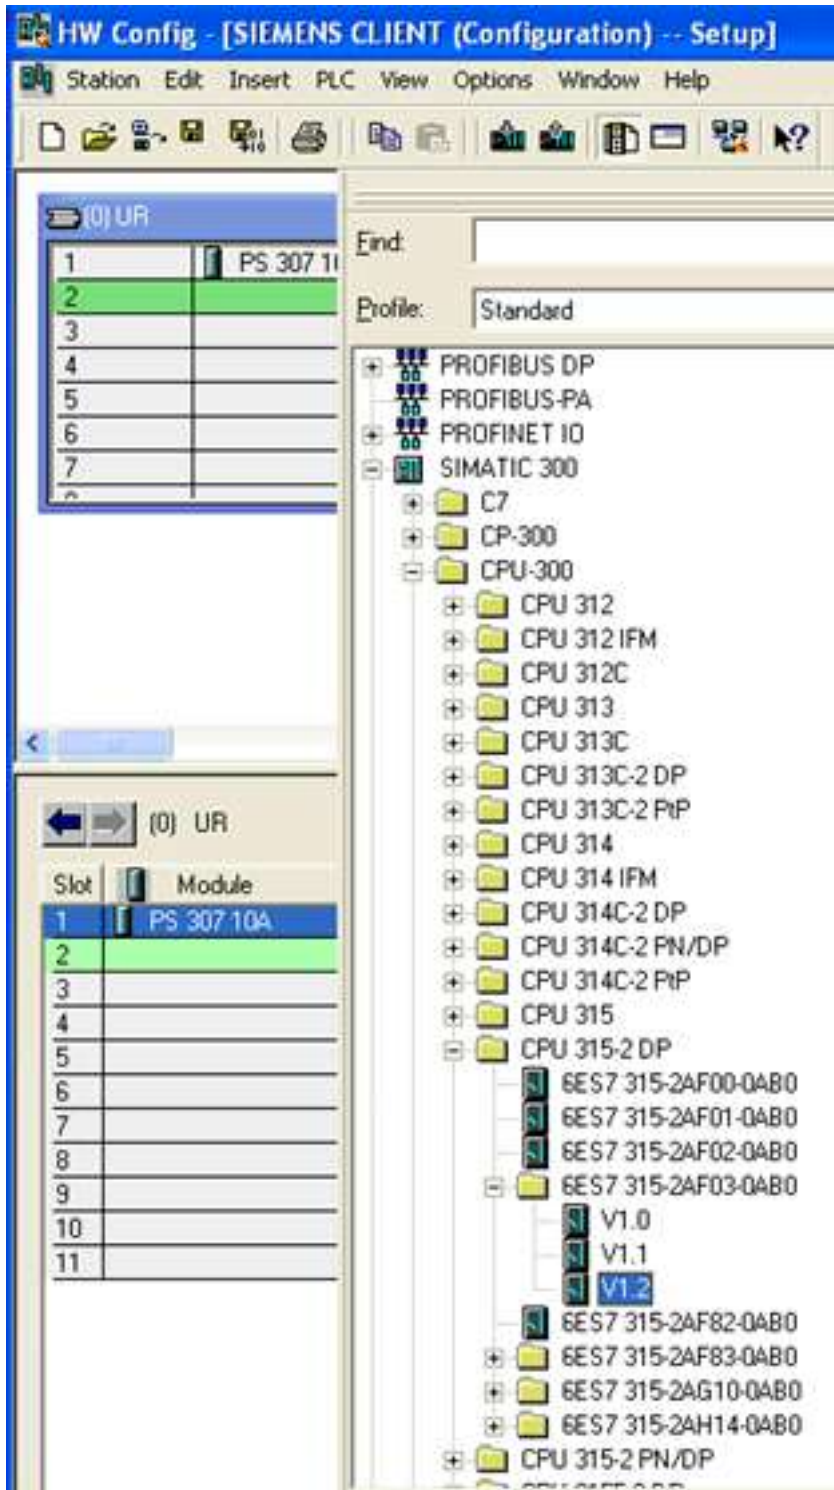 HW Config - [SIEMENS CLIENT (Configuration) -- Setup]
Station Edit Insert PLC View Options Window Help
(0) UR
1 PS 307 10
2
3
4
5
6
7
Find:
Profile: Standard
PROFIBUS DP
PROFIBUS-PA
PROFINET IO
SIMATIC 300
C7
CP-300
CPU-300
CPU 312
CPU 312 IFM
CPU 312C
CPU 313
CPU 313C
CPU 313C-2 DP
CPU 313C-2 PtP
CPU 314
CPU 314 IFM
CPU 314C-2 DP
CPU 314C-2 PN/DP
CPU 314C-2 PtP
CPU 315
CPU 315-2 DP
6ES7 315-2AF00-0AB0
6ES7 315-2AF01-0AB0
6ES7 315-2AF02-0AB0
6ES7 315-2AF03-0AB0
V1.0
V1.1
V1.2
6ES7 315-2AF82-0AB0
6ES7 315-2AF83-0AB0
6ES7 315-2AG10-0AB0
6ES7 315-2AH14-0AB0
CPU 315-2 PN/DP
(0) UR
Slot Module
1 PS 307 10A
2
3
4
5
6
7
8
9
10
11